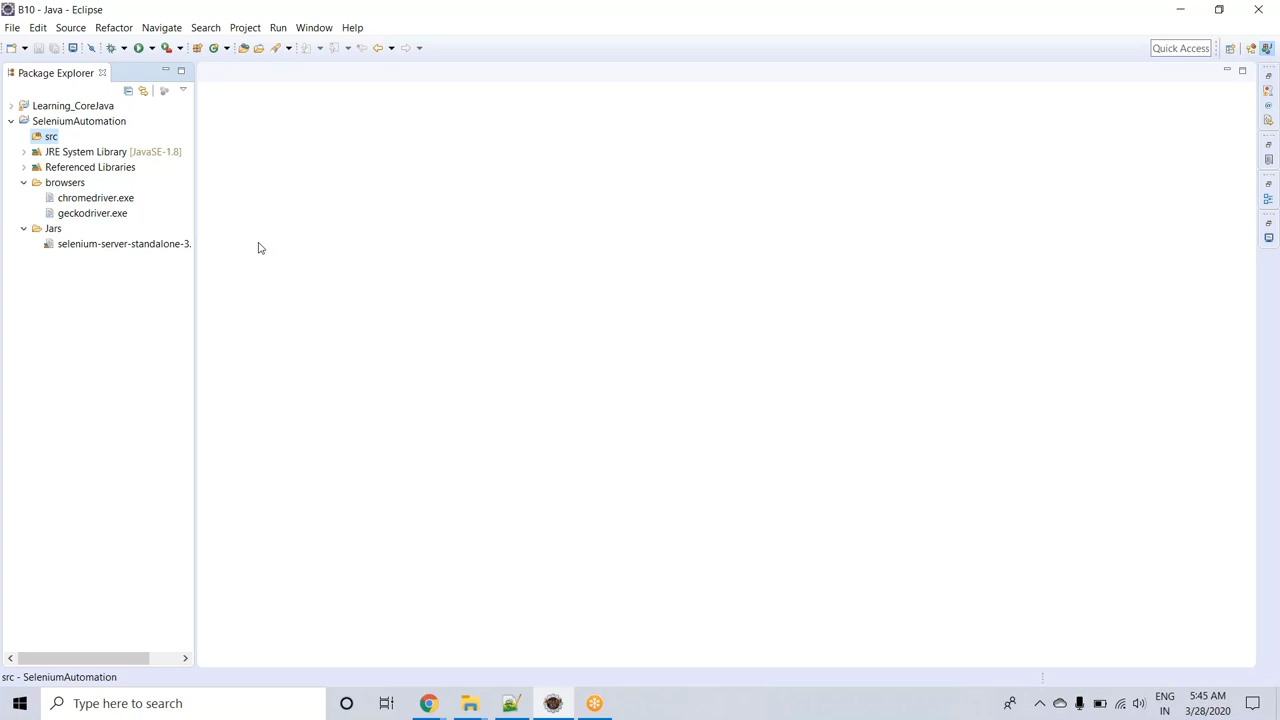 B10 - Java - Eclipse
File Edit Source Refactor Navigate Search Project Run Window Help
Quick Access
Package Explorer
Learning_CoreJava
SeleniumAutomation
src
JRE System Library [JavaSE-1.8]
Referenced Libraries
browsers
chromedriver.exe
geckodriver.exe
Jars
selenium-server-standalone-3.
src - SeleniumAutomation
Type here to search
ENG
IN
5:45 AM
3/28/2020